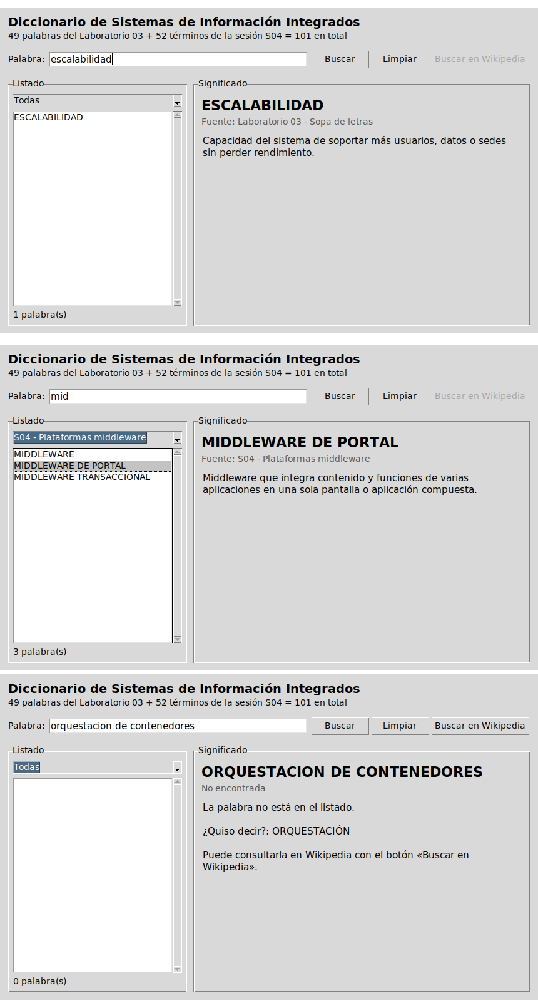 Diccionario de Sistemas de Información Integrados
49 palabras del Laboratorio 03 + 52 términos de la sesión S04 = 101 en total
Palabra: escalabilidad Buscar Limpiar Buscar en Wikipedia
Listado
Todas
ESCALABILIDAD
1 palabra(s)
Significado
ESCALABILIDAD
Fuente: Laboratorio 03 - Sopa de letras
Capacidad del sistema de soportar más usuarios, datos o sedes
sin perder rendimiento.
Diccionario de Sistemas de Información Integrados
49 palabras del Laboratorio 03 + 52 términos de la sesión S04 = 101 en total
Palabra: mid Buscar Limpiar Buscar en Wikipedia
Listado
S04 - Plataformas middleware
MIDDLEWARE
MIDDLEWARE DE PORTAL
MIDDLEWARE TRANSACCIONAL
3 palabra(s)
Significado
MIDDLEWARE DE PORTAL
Fuente: S04 - Plataformas middleware
Middleware que integra contenido y funciones de varias
aplicaciones en una sola pantalla o aplicación compuesta.
Diccionario de Sistemas de Información Integrados
49 palabras del Laboratorio 03 + 52 términos de la sesión S04 = 101 en total
Palabra: orquestacion de contenedores Buscar Limpiar Buscar en Wikipedia
Listado
Todas
0 palabra(s)
Significado
ORQUESTACION DE CONTENEDORES
No encontrada
La palabra no está en el listado.
¿Quiso decir?: ORQUESTACIÓN
Puede consultarla en Wikipedia con el botón «Buscar en
Wikipedia».